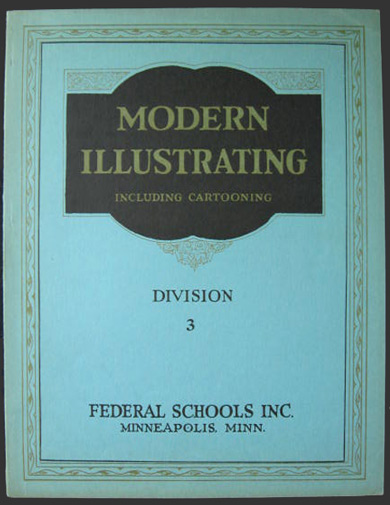 MODERN
ILLUSTRATING
INCLUDING CARTOONING
DIVISION
3
FEDERAL SCHOOLS INC.
MINNEAPOLIS. MINN.